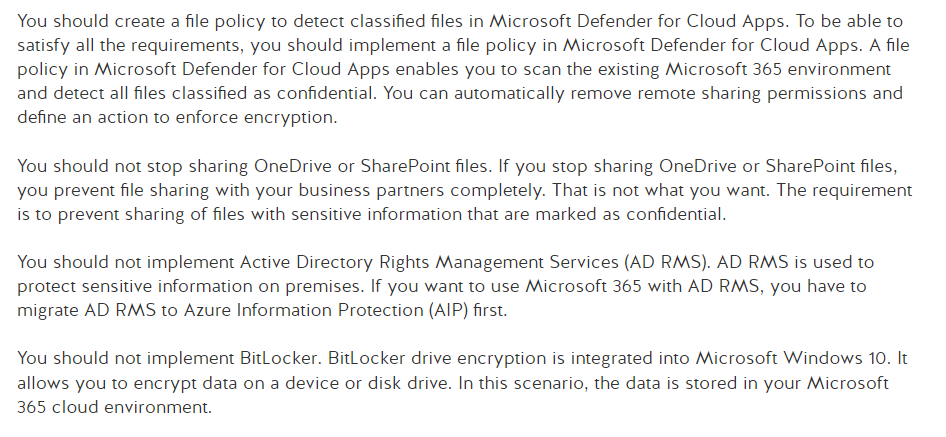 You should create a file policy to detect classified files in Microsoft Defender for Cloud Apps. To be able to
satisfy all the requirements, you should implement a file policy in Microsoft Defender for Cloud Apps. A file
policy in Microsoft Defender for Cloud Apps enables you to scan the existing Microsoft 365 environment
and detect all files classified as confidential. You can automatically remove remote sharing permissions and
define an action to enforce encryption.
You should not stop sharing OneDrive or SharePoint files. If you stop sharing OneDrive or SharePoint files,
you prevent file sharing with your business partners completely. That is not what you want. The requirement
is to prevent sharing of files with sensitive information that are marked as confidential.
You should not implement Active Directory Rights Management Services (AD RMS). AD RMS is used to
protect sensitive information on premises. If you want to use Microsoft 365 with AD RMS, you have to
migrate AD RMS to Azure Information Protection (AIP) first.
You should not implement BitLocker. BitLocker drive encryption is integrated into Microsoft Windows 10. It
allows you to encrypt data on a device or disk drive. In this scenario, the data is stored in your Microsoft
365 cloud environment.